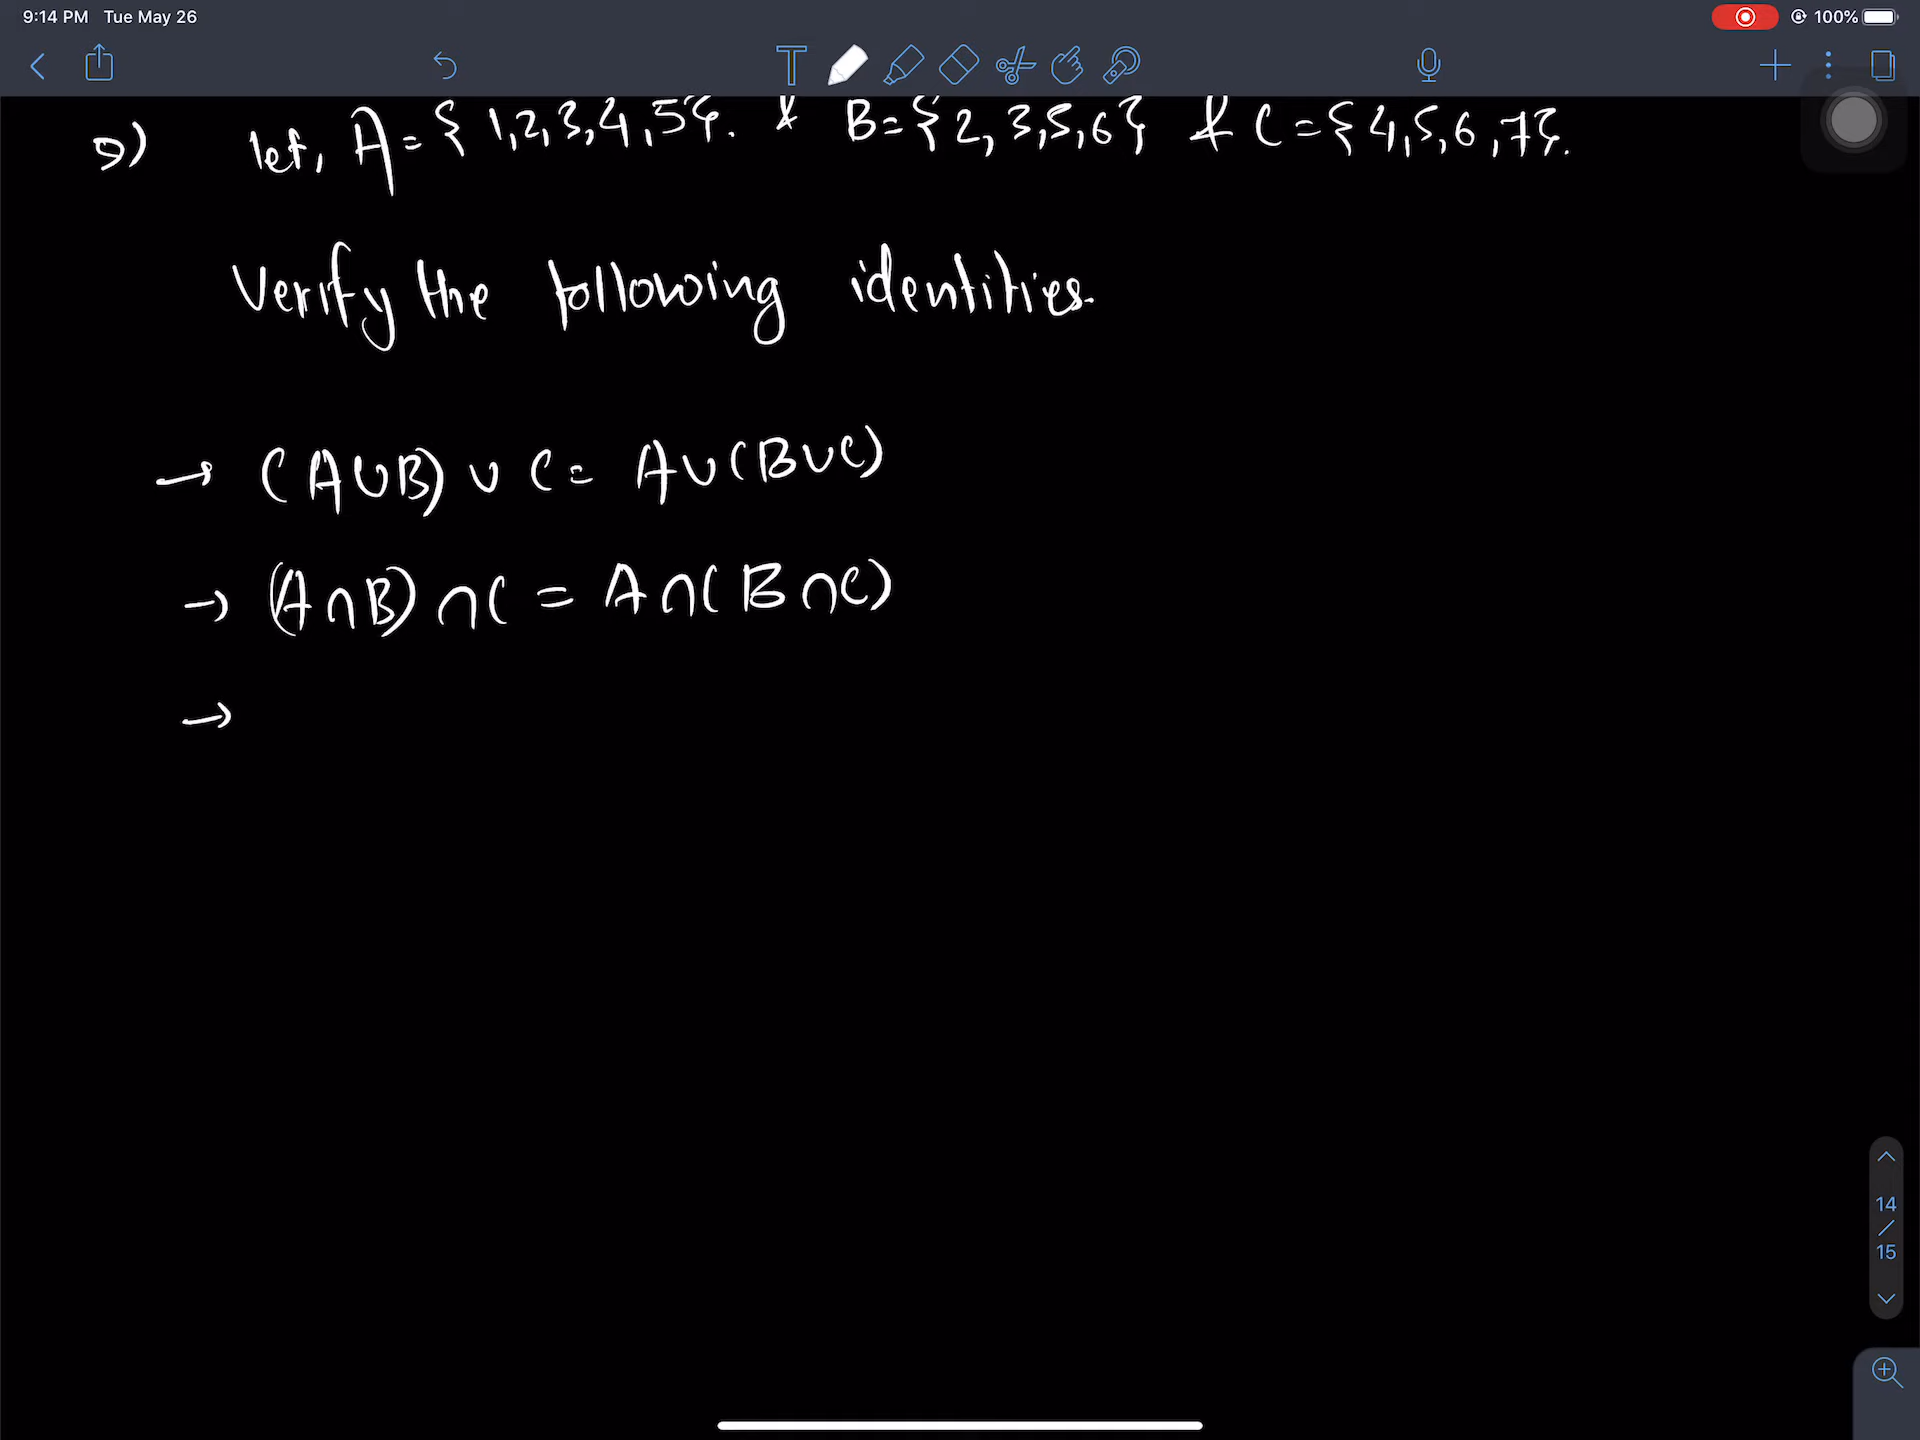 9:14 PM Tue May 26
100%
5) let, A = { 1,2,3,4,5}. & B={2,3,5,6} & C={4,5,6,7}.
Verify the following identities.
→ (A∪B) ∪ C = A∪(B∪C)
→ (A∩B) ∩C = A∩(B∩C)
→
14
/
15